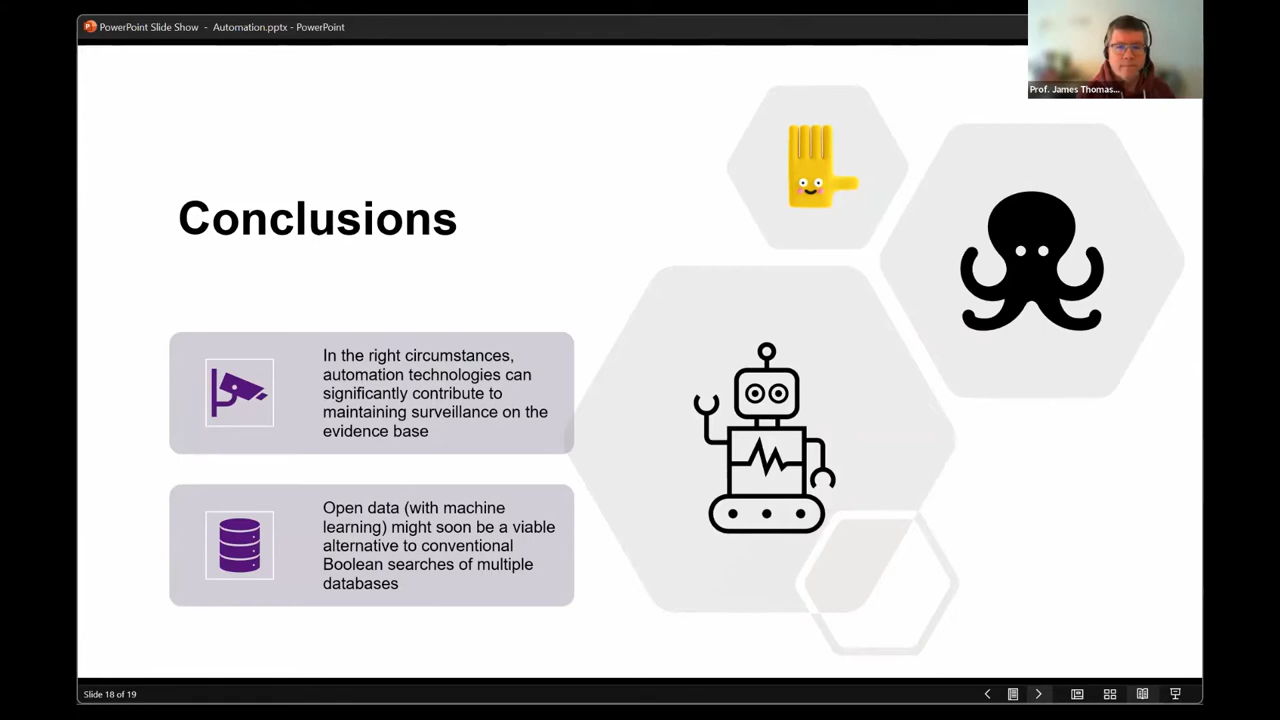 PowerPoint Slide Show - Automation.pptx - PowerPoint
Prof. James Thomas...
Conclusions
In the right circumstances,
automation technologies can
significantly contribute to
maintaining surveillance on the
evidence base
Open data (with machine
learning) might soon be a viable
alternative to conventional
Boolean searches of multiple
databases
Slide 18 of 19